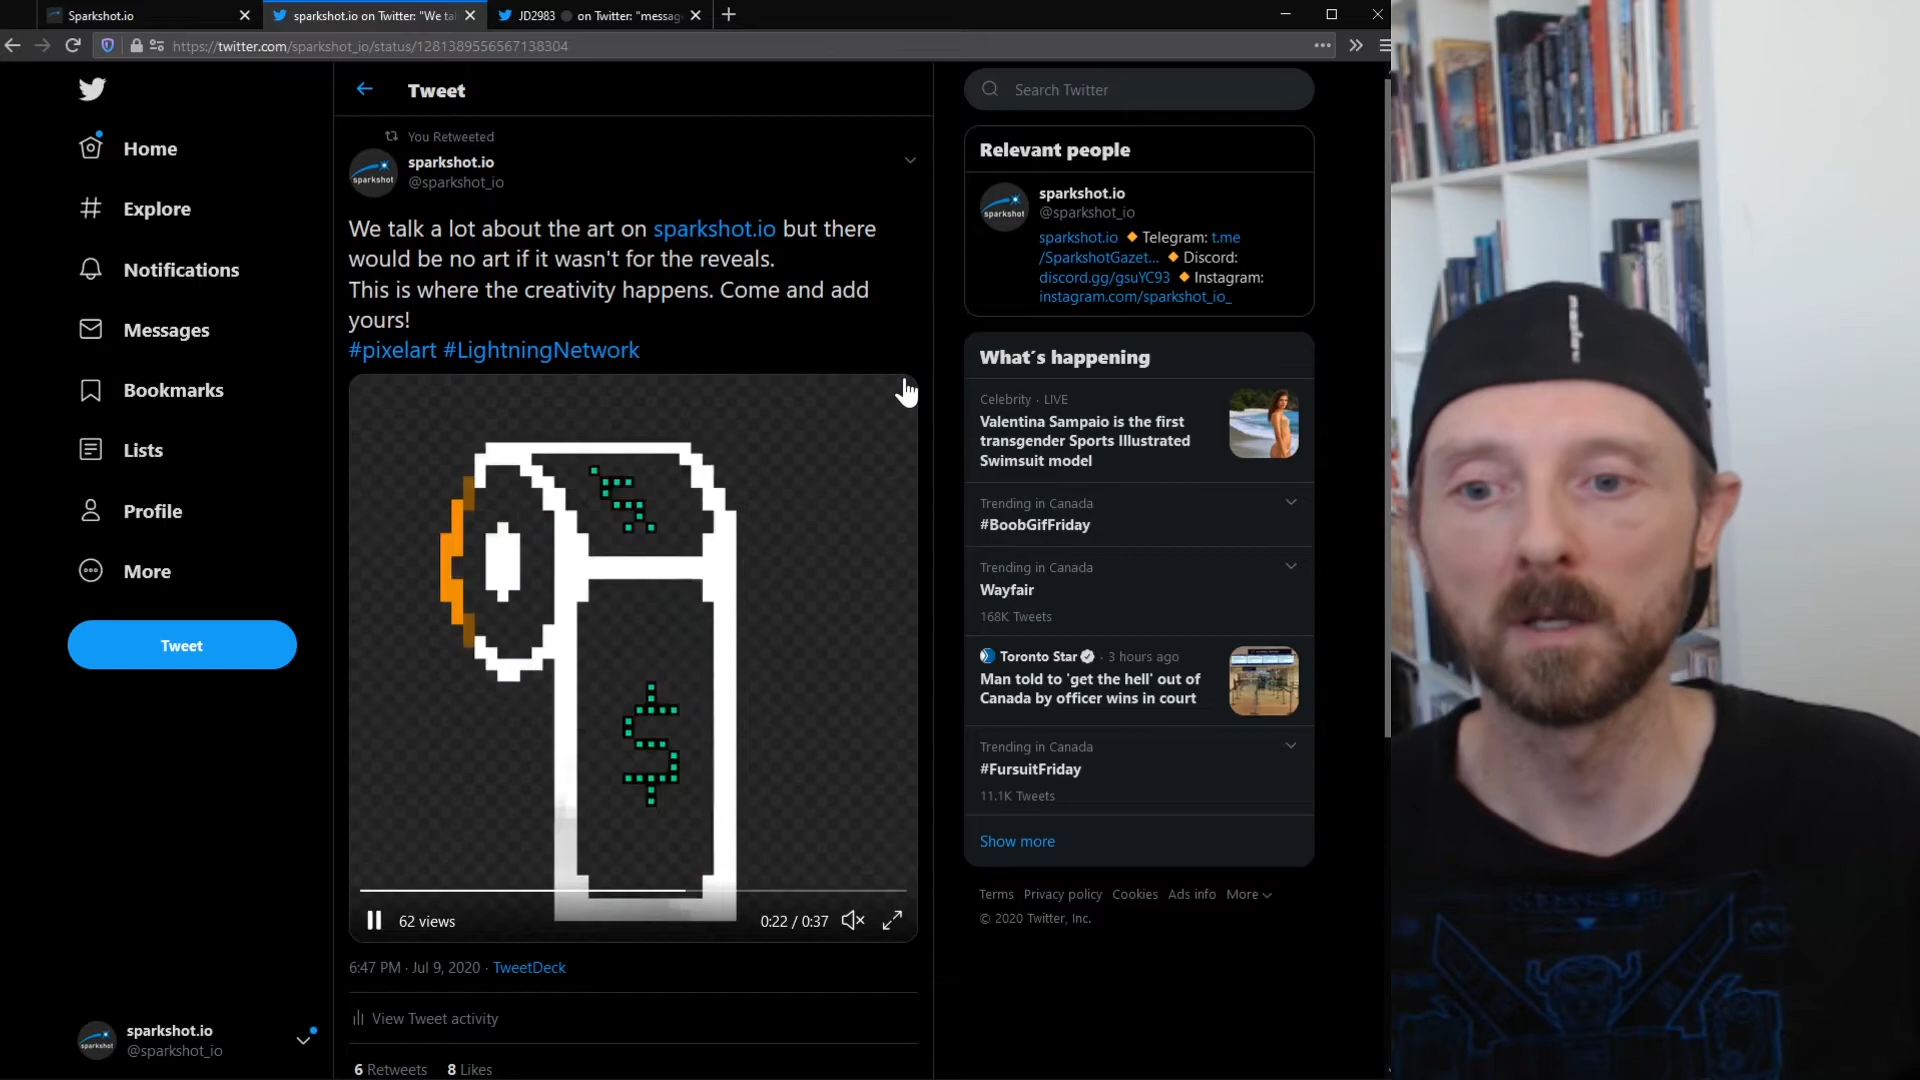 Sparkshot.io
sparkshot.io on Twitter: "We tal
JD2983
on Twitter: "messag
https://twitter.com/sparkshot_io/status/1281389556567138304
Home
Explore
Notifications
Messages
Bookmarks
Lists
Profile
More
Tweet
sparkshot.io
@sparkshot_io
Tweet
You Retweeted
sparkshot
sparkshot.io
@sparkshot_io
We talk a lot about the art on sparkshot.io but there
would be no art if it wasn't for the reveals.
This is where the creativity happens. Come and add
yours!
#pixelart #LightningNetwork
$
62 views
0:22 / 0:37
6:47 PM · Jul 9, 2020 · TweetDeck
View Tweet activity
6 Retweets 8 Likes
Search Twitter
Relevant people
sparkshot
sparkshot.io
@sparkshot_io
sparkshot.io 🔸 Telegram: t.me
/SparkshotGazet... 🔸 Discord:
discord.gg/gsuYC93 🔸 Instagram:
instagram.com/sparkshot_io_
What's happening
Celebrity · LIVE
Valentina Sampaio is the first
transgender Sports Illustrated
Swimsuit model
Trending in Canada
#BoobGifFriday
Trending in Canada
Wayfair
168K Tweets
Toronto Star · 3 hours ago
Man told to 'get the hell' out of
Canada by officer wins in court
Trending in Canada
#FursuitFriday
11.1K Tweets
Show more
Terms Privacy policy Cookies Ads info More
© 2020 Twitter, Inc.